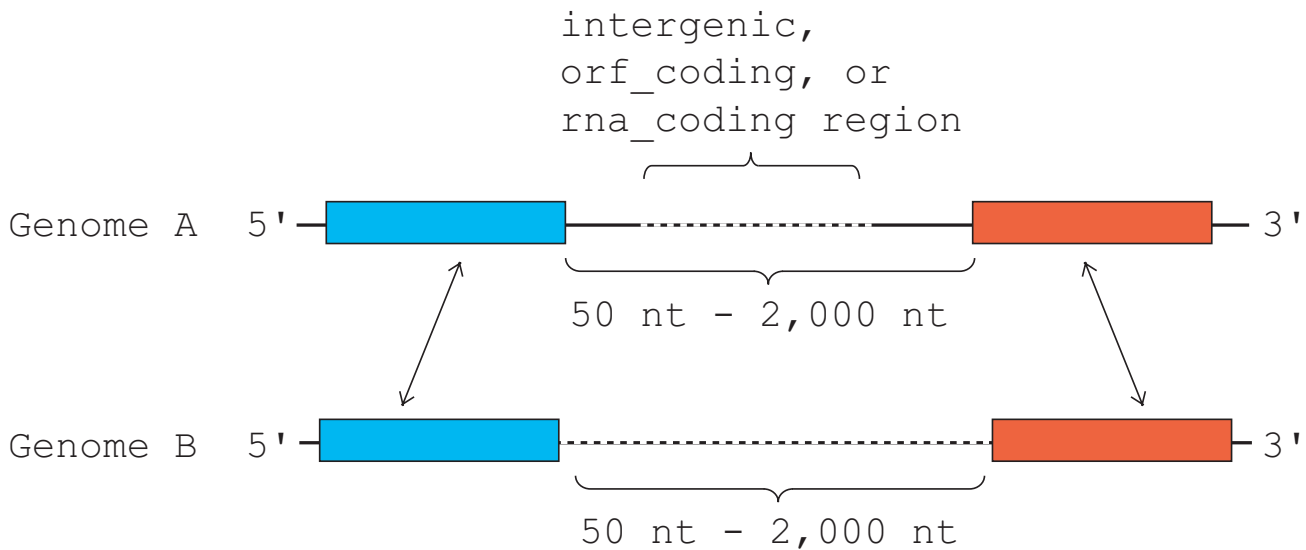 intergenic,
orf_coding, or
rna_coding region
Genome A 5' 3'
50 nt - 2,000 nt
Genome B 5' 3'
50 nt - 2,000 nt